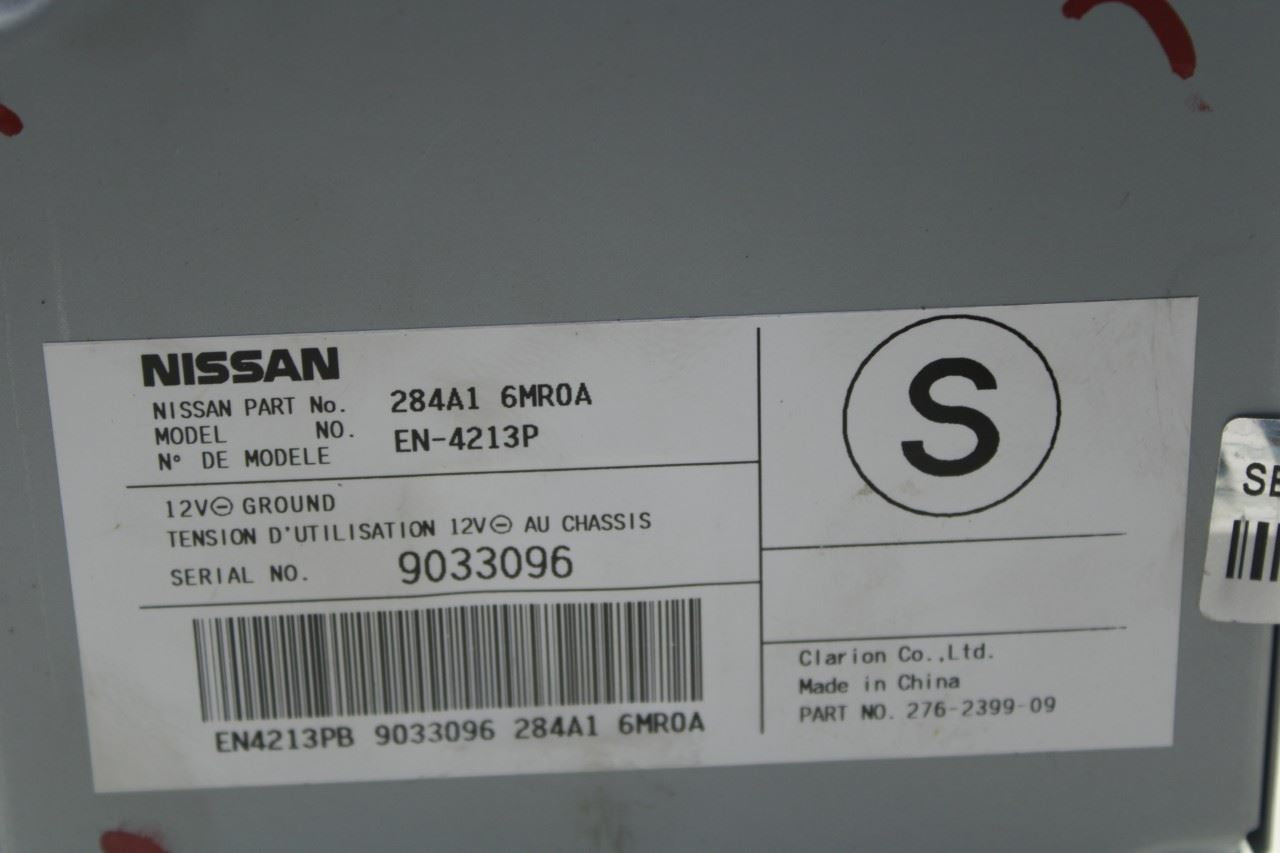 NISSAN
NISSAN PART No. 284A1 6MR0A
MODEL NO. EN-4213P
N° DE MODELE
12V⊖ GROUND
TENSION D'UTILISATION 12V⊖ AU CHASSIS
SERIAL NO. 9033096
EN4213PB 9033096 284A1 6MR0A
S
Clarion Co.,Ltd.
Made in China
PART NO. 276-2399-09